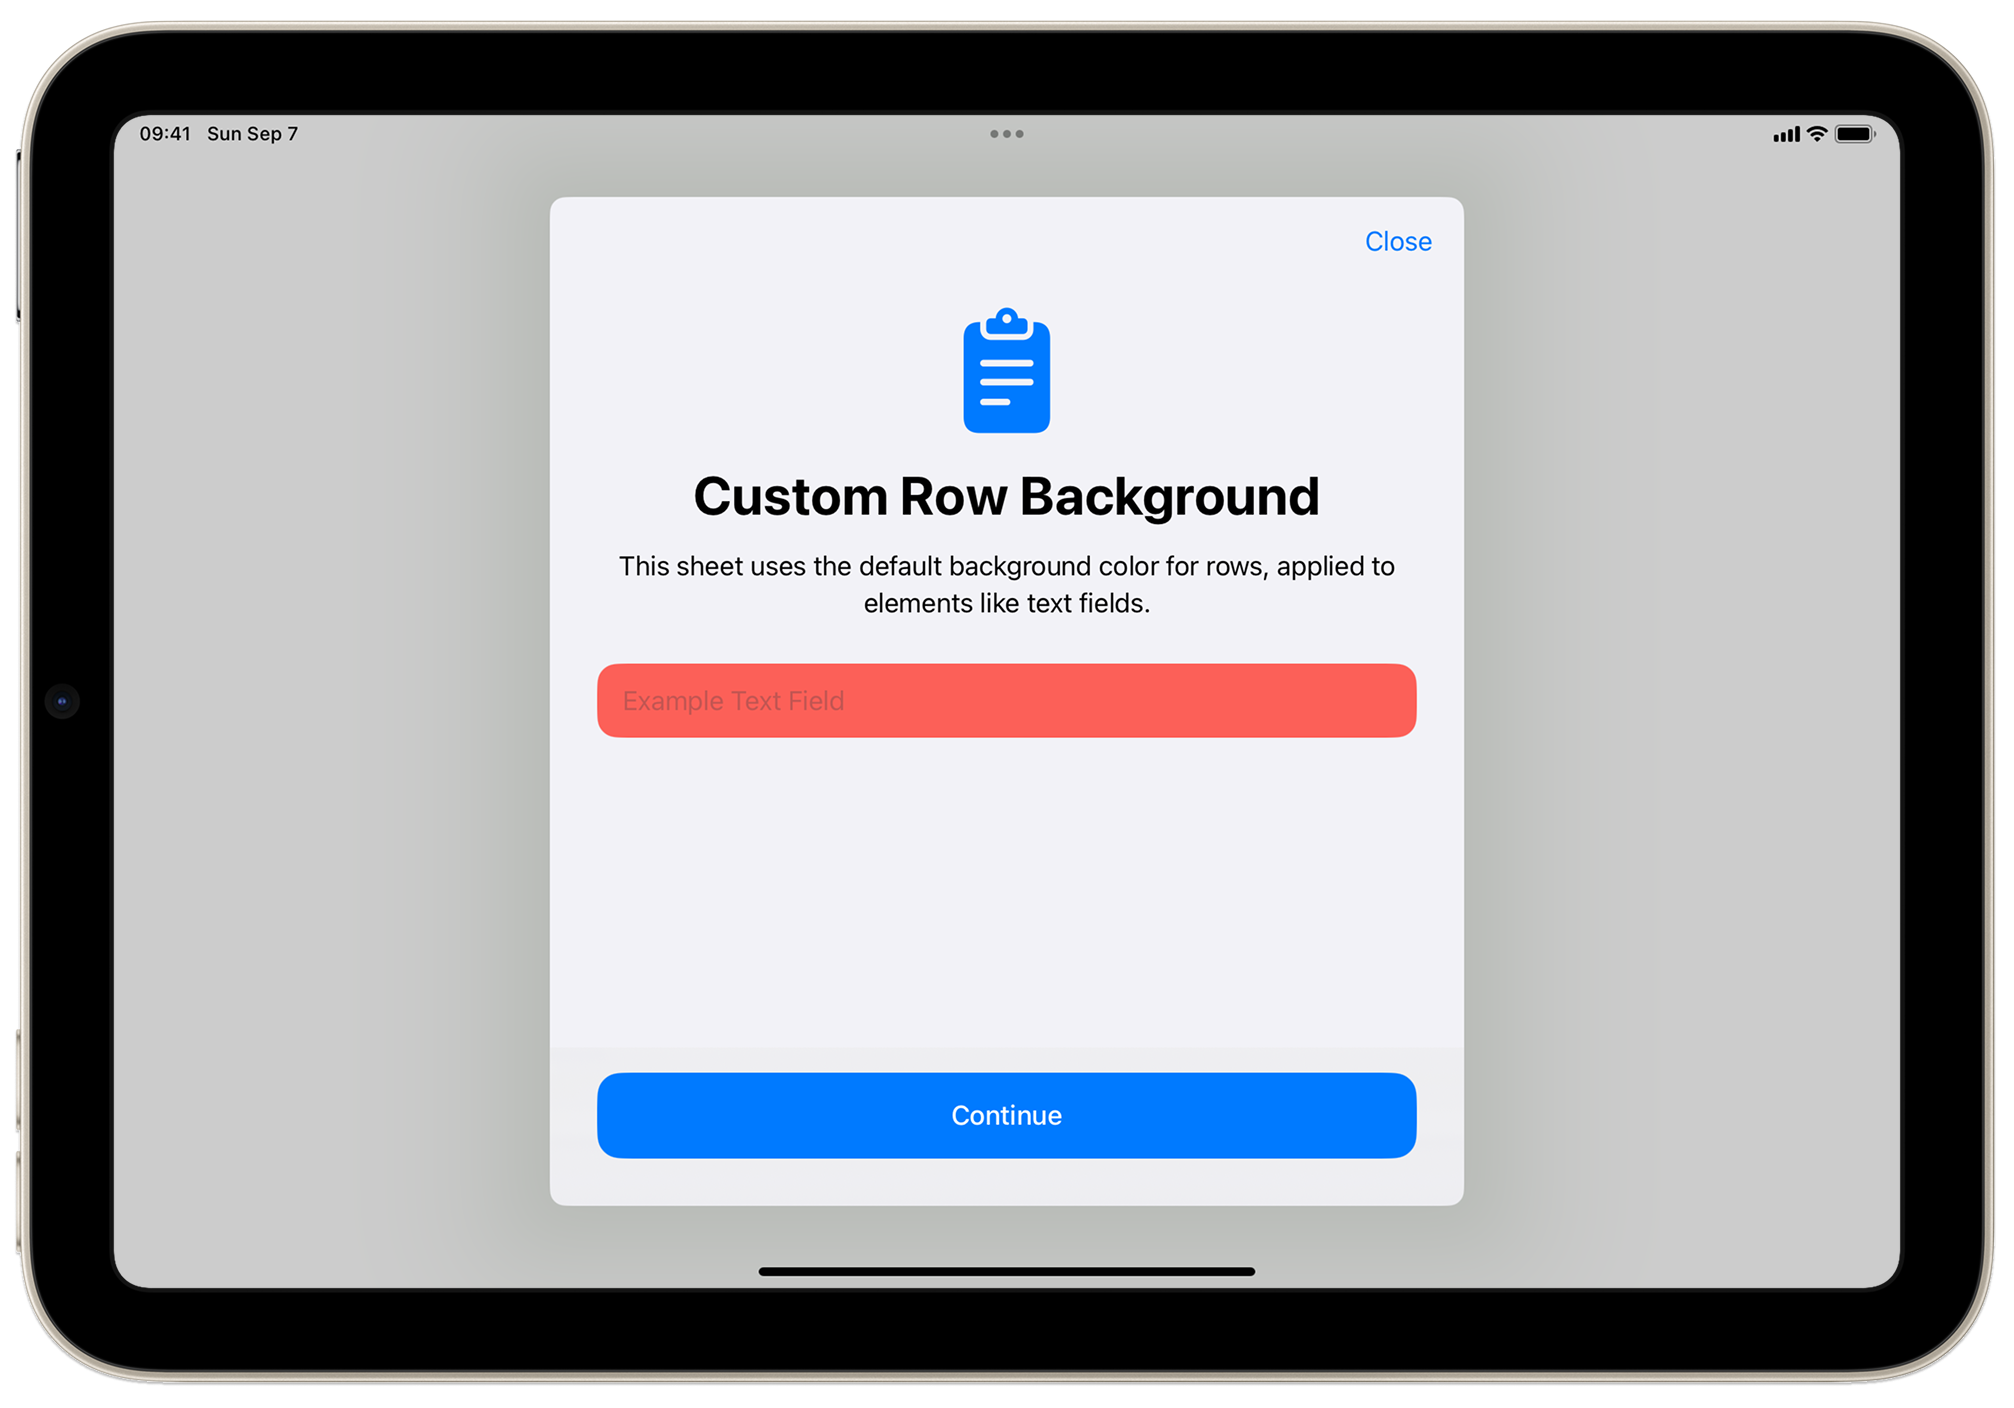 09:41 Sun Sep 7
Close
Custom Row Background
This sheet uses the default background color for rows, applied to
elements like text fields.
Example Text Field
Continue